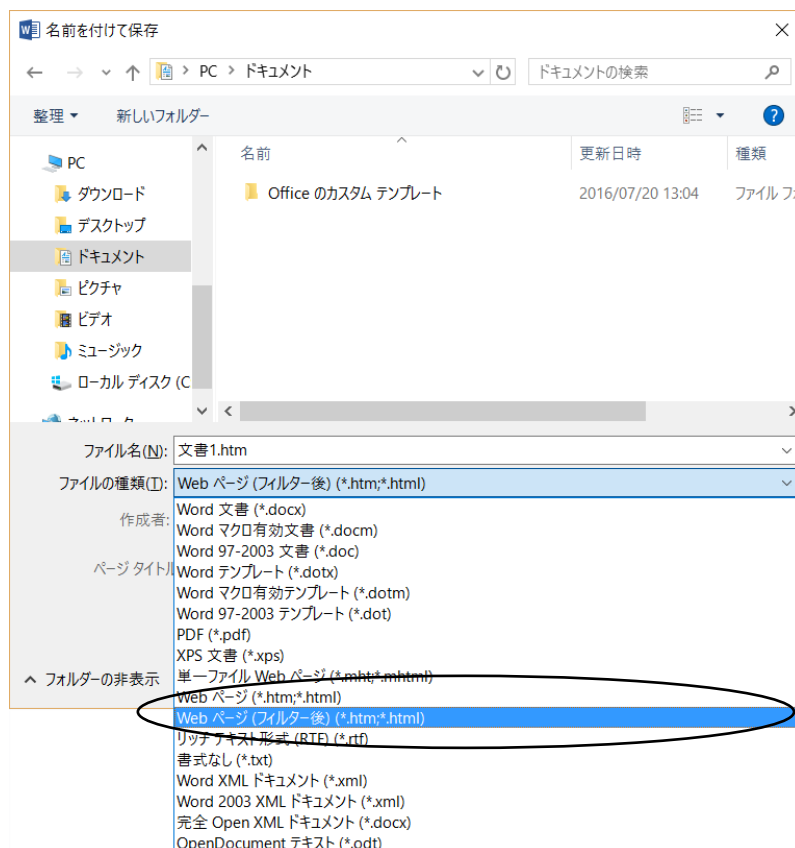 名前を付けて保存
PC > ドキュメント
ドキュメントの検索
整理
新しいフォルダー
名前
更新日時
種類
PC
ダウンロード
デスクトップ
ドキュメント
ピクチャ
ビデオ
ミュージック
ローカル ディスク (C
Office のカスタム テンプレート
2016/07/20 13:04
ファイル フ
ファイル名(N): 文書1.htm
ファイルの種類(T): Web ページ (フィルター後) (*.htm;*.html)
作成者:
ページ タイトル
フォルダーの非表示
Word 文書 (*.docx)
Word マクロ有効文書 (*.docm)
Word 97-2003 文書 (*.doc)
Word テンプレート (*.dotx)
Word マクロ有効テンプレート (*.dotm)
Word 97-2003 テンプレート (*.dot)
PDF (*.pdf)
XPS 文書 (*.xps)
単一ファイル Web ページ (*.mht;*.mhtml)
Web ページ (*.htm;*.html)
Web ページ (フィルター後) (*.htm;*.html)
リッチ テキスト形式 (RTF) (*.rtf)
書式なし (*.txt)
Word XML ドキュメント (*.xml)
Word 2003 XML ドキュメント (*.xml)
完全 Open XML ドキュメント (*.docx)
OpenDocument テキスト (*.odt)